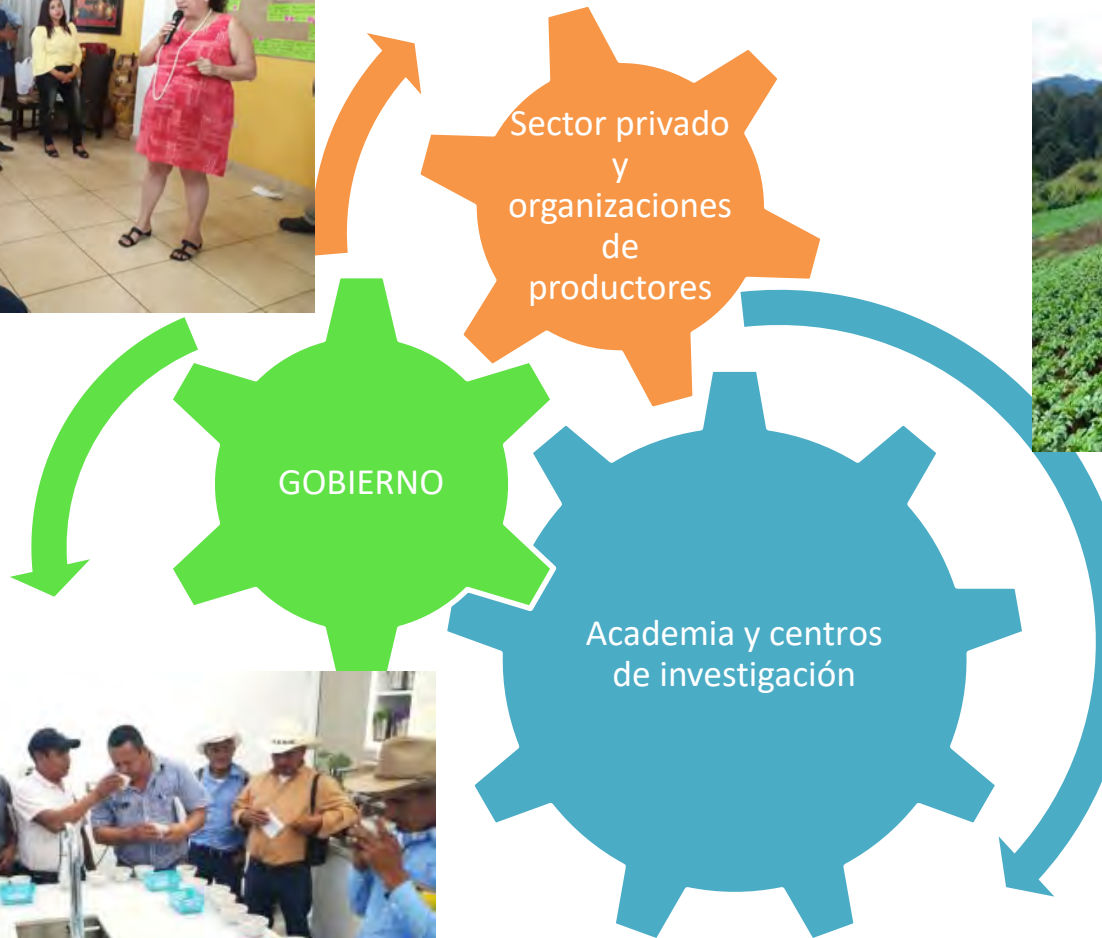 Sector privado
y
organizaciones
de
productores
GOBIERNO
Academia y centros
de investigación